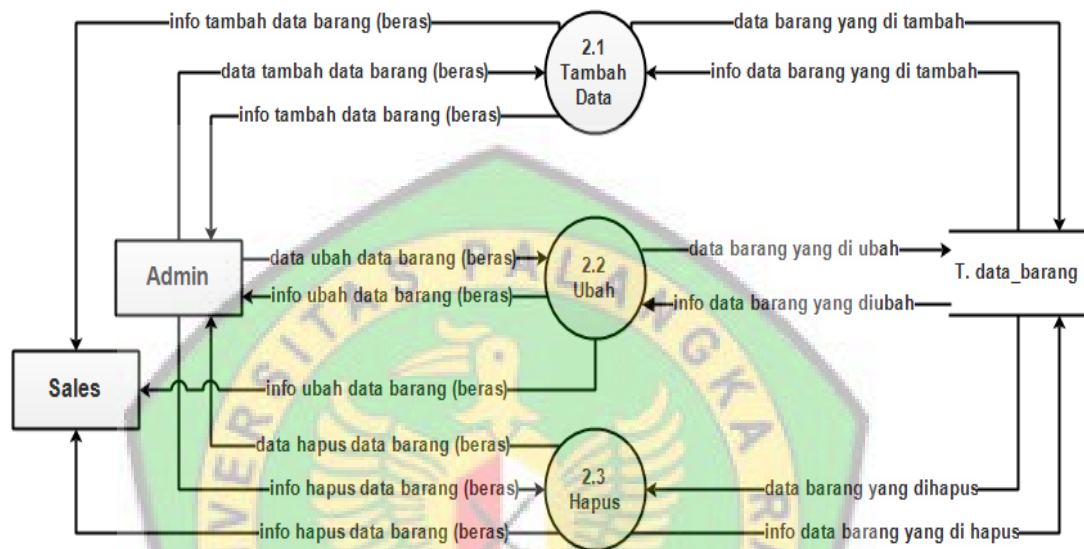 info tambah data barang (beras)
data barang yang di tambah
2.1
Tambah
Data
data tambah data barang (beras)
info data barang yang di tambah
info tambah data barang (beras)
Admin
data ubah data barang (beras)
info ubah data barang (beras)
2.2
Ubah
data barang yang di ubah
info data barang yang diubah
T. data_barang
Sales
info ubah data barang (beras)
data hapus data barang (beras)
info hapus data barang (beras)
info hapus data barang (beras)
2.3
Hapus
data barang yang dihapus
info data barang yang di hapus
UNIVERSITAS PALANGKA RA